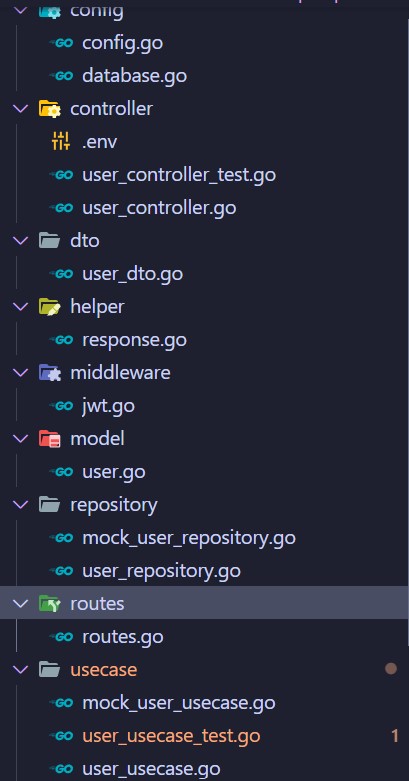 config
GO config.go
GO database.go
controller
.env
GO user_controller_test.go
GO user_controller.go
dto
GO user_dto.go
helper
GO response.go
middleware
GO jwt.go
model
GO user.go
repository
GO mock_user_repository.go
GO user_repository.go
routes
GO routes.go
usecase
GO mock_user_usecase.go
GO user_usecase_test.go 1
GO user_usecase.go